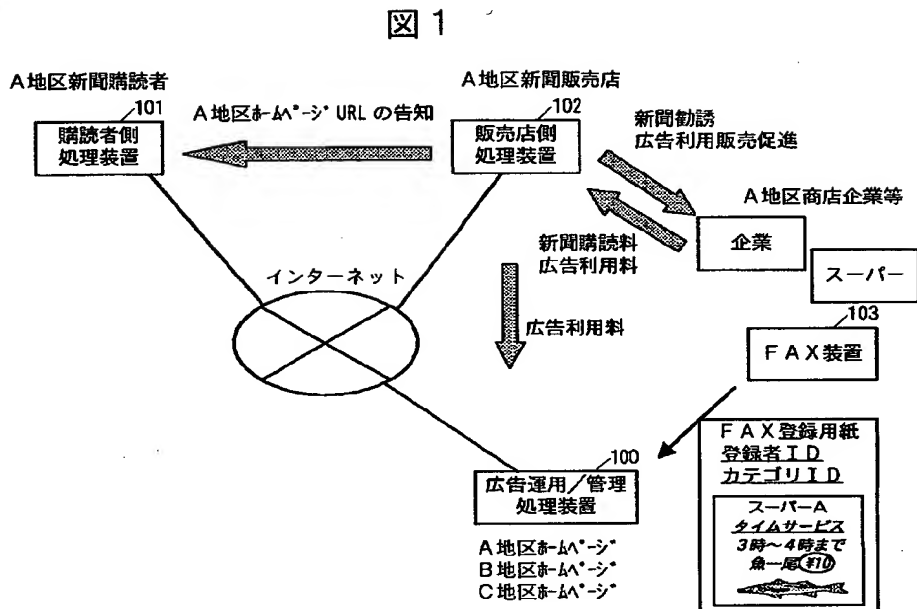 図1
A地区新聞購読者
101
購読者側
処理装置
A地区ホームページURLの告知
A地区新聞販売店
102
販売店側
処理装置
新聞勧誘
広告利用販売促進
A地区商店企業等
企業
スーパー
新聞購読料
広告利用料
インターネット
広告利用料
103
FAX装置
100
広告運用/管理
処理装置
A地区ホームページ
B地区ホームページ
C地区ホームページ
FAX登録用紙
登録者ID
カテゴリID
スーパーA
タイムサービス
3時~4時まで
魚一尾¥10